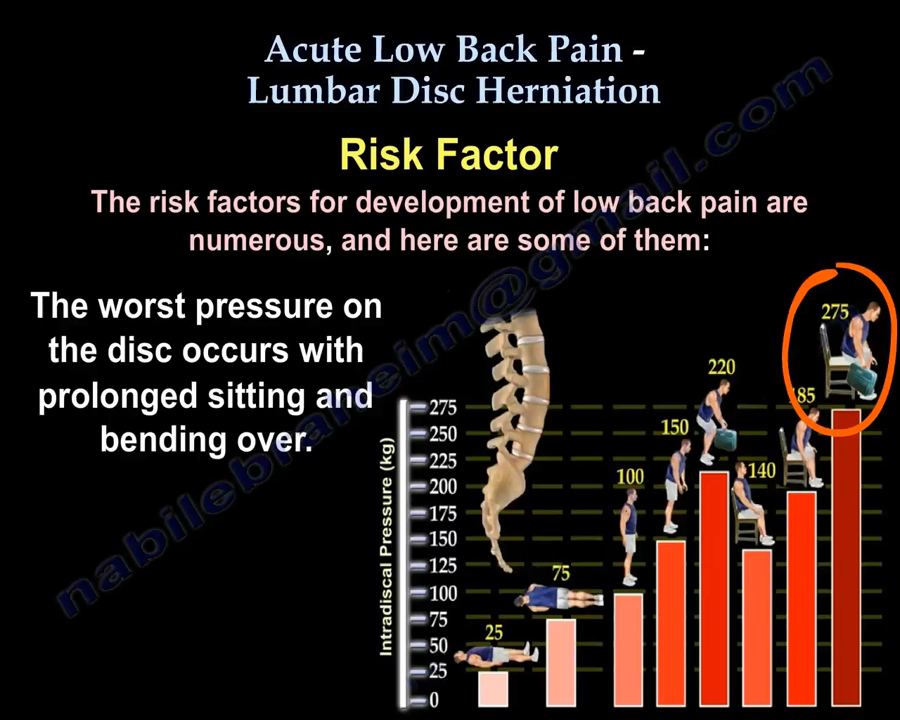 Acute Low Back Pain -
Lumbar Disc Herniation
Risk Factor
The risk factors for development of low back pain are
numerous, and here are some of them:
The worst pressure on
the disc occurs with
prolonged sitting and
bending over.
nabilebraheim@gmail.com
Intradiscal Pressure (kg)
275
250
225
200
175
150
125
100
75
50
25
0
25
75
100
150
220
140
185
275